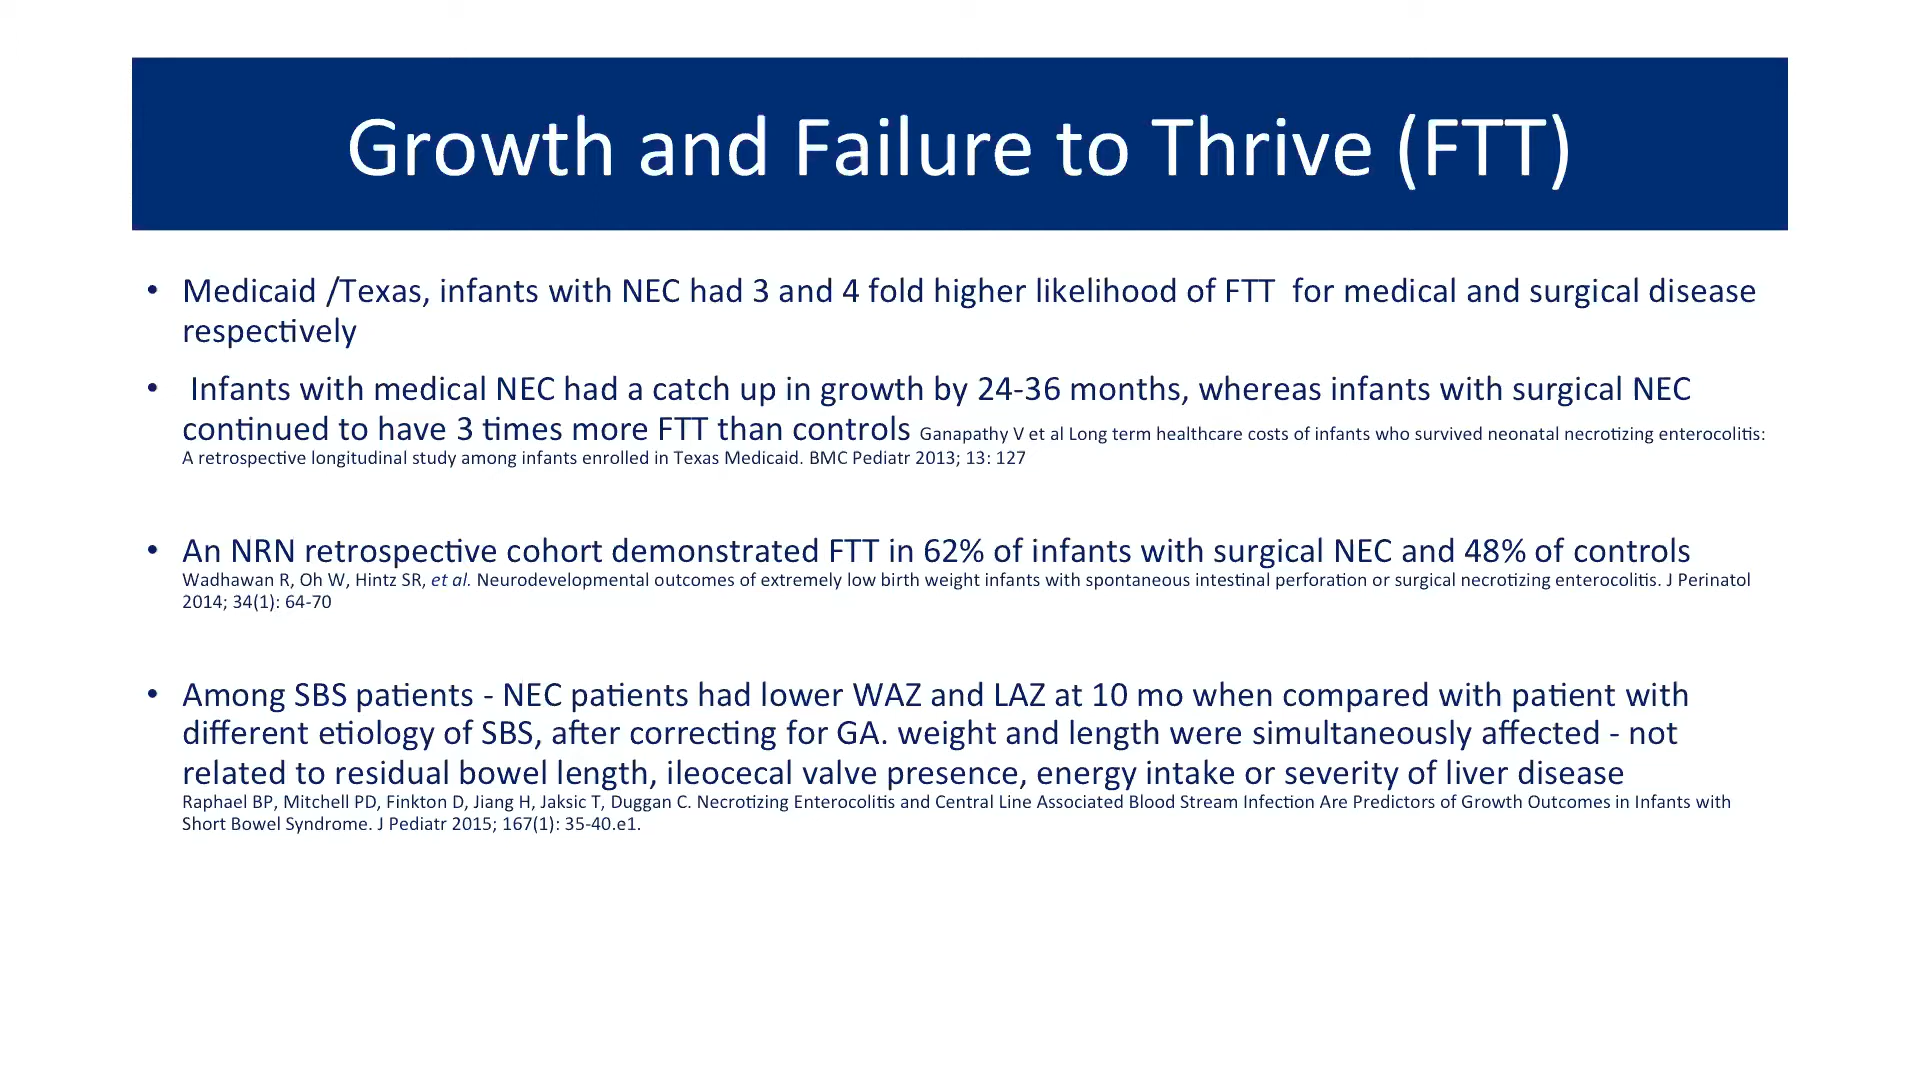 Growth and Failure to Thrive (FTT)
• Medicaid /Texas, infants with NEC had 3 and 4 fold higher likelihood of FTT  for medical and surgical disease
respectively
•  Infants with medical NEC had a catch up in growth by 24-36 months, whereas infants with surgical NEC
continued to have 3 times more FTT than controls Ganapathy V et al Long term healthcare costs of infants who survived neonatal necrotizing enterocolitis:
A retrospective longitudinal study among infants enrolled in Texas Medicaid. BMC Pediatr 2013; 13: 127
• An NRN retrospective cohort demonstrated FTT in 62% of infants with surgical NEC and 48% of controls
Wadhawan R, Oh W, Hintz SR, et al. Neurodevelopmental outcomes of extremely low birth weight infants with spontaneous intestinal perforation or surgical necrotizing enterocolitis. J Perinatol
2014; 34(1): 64-70
• Among SBS patients - NEC patients had lower WAZ and LAZ at 10 mo when compared with patient with
different etiology of SBS, after correcting for GA. weight and length were simultaneously affected - not
related to residual bowel length, ileocecal valve presence, energy intake or severity of liver disease
Raphael BP, Mitchell PD, Finkton D, Jiang H, Jaksic T, Duggan C. Necrotizing Enterocolitis and Central Line Associated Blood Stream Infection Are Predictors of Growth Outcomes in Infants with
Short Bowel Syndrome. J Pediatr 2015; 167(1): 35-40.e1.